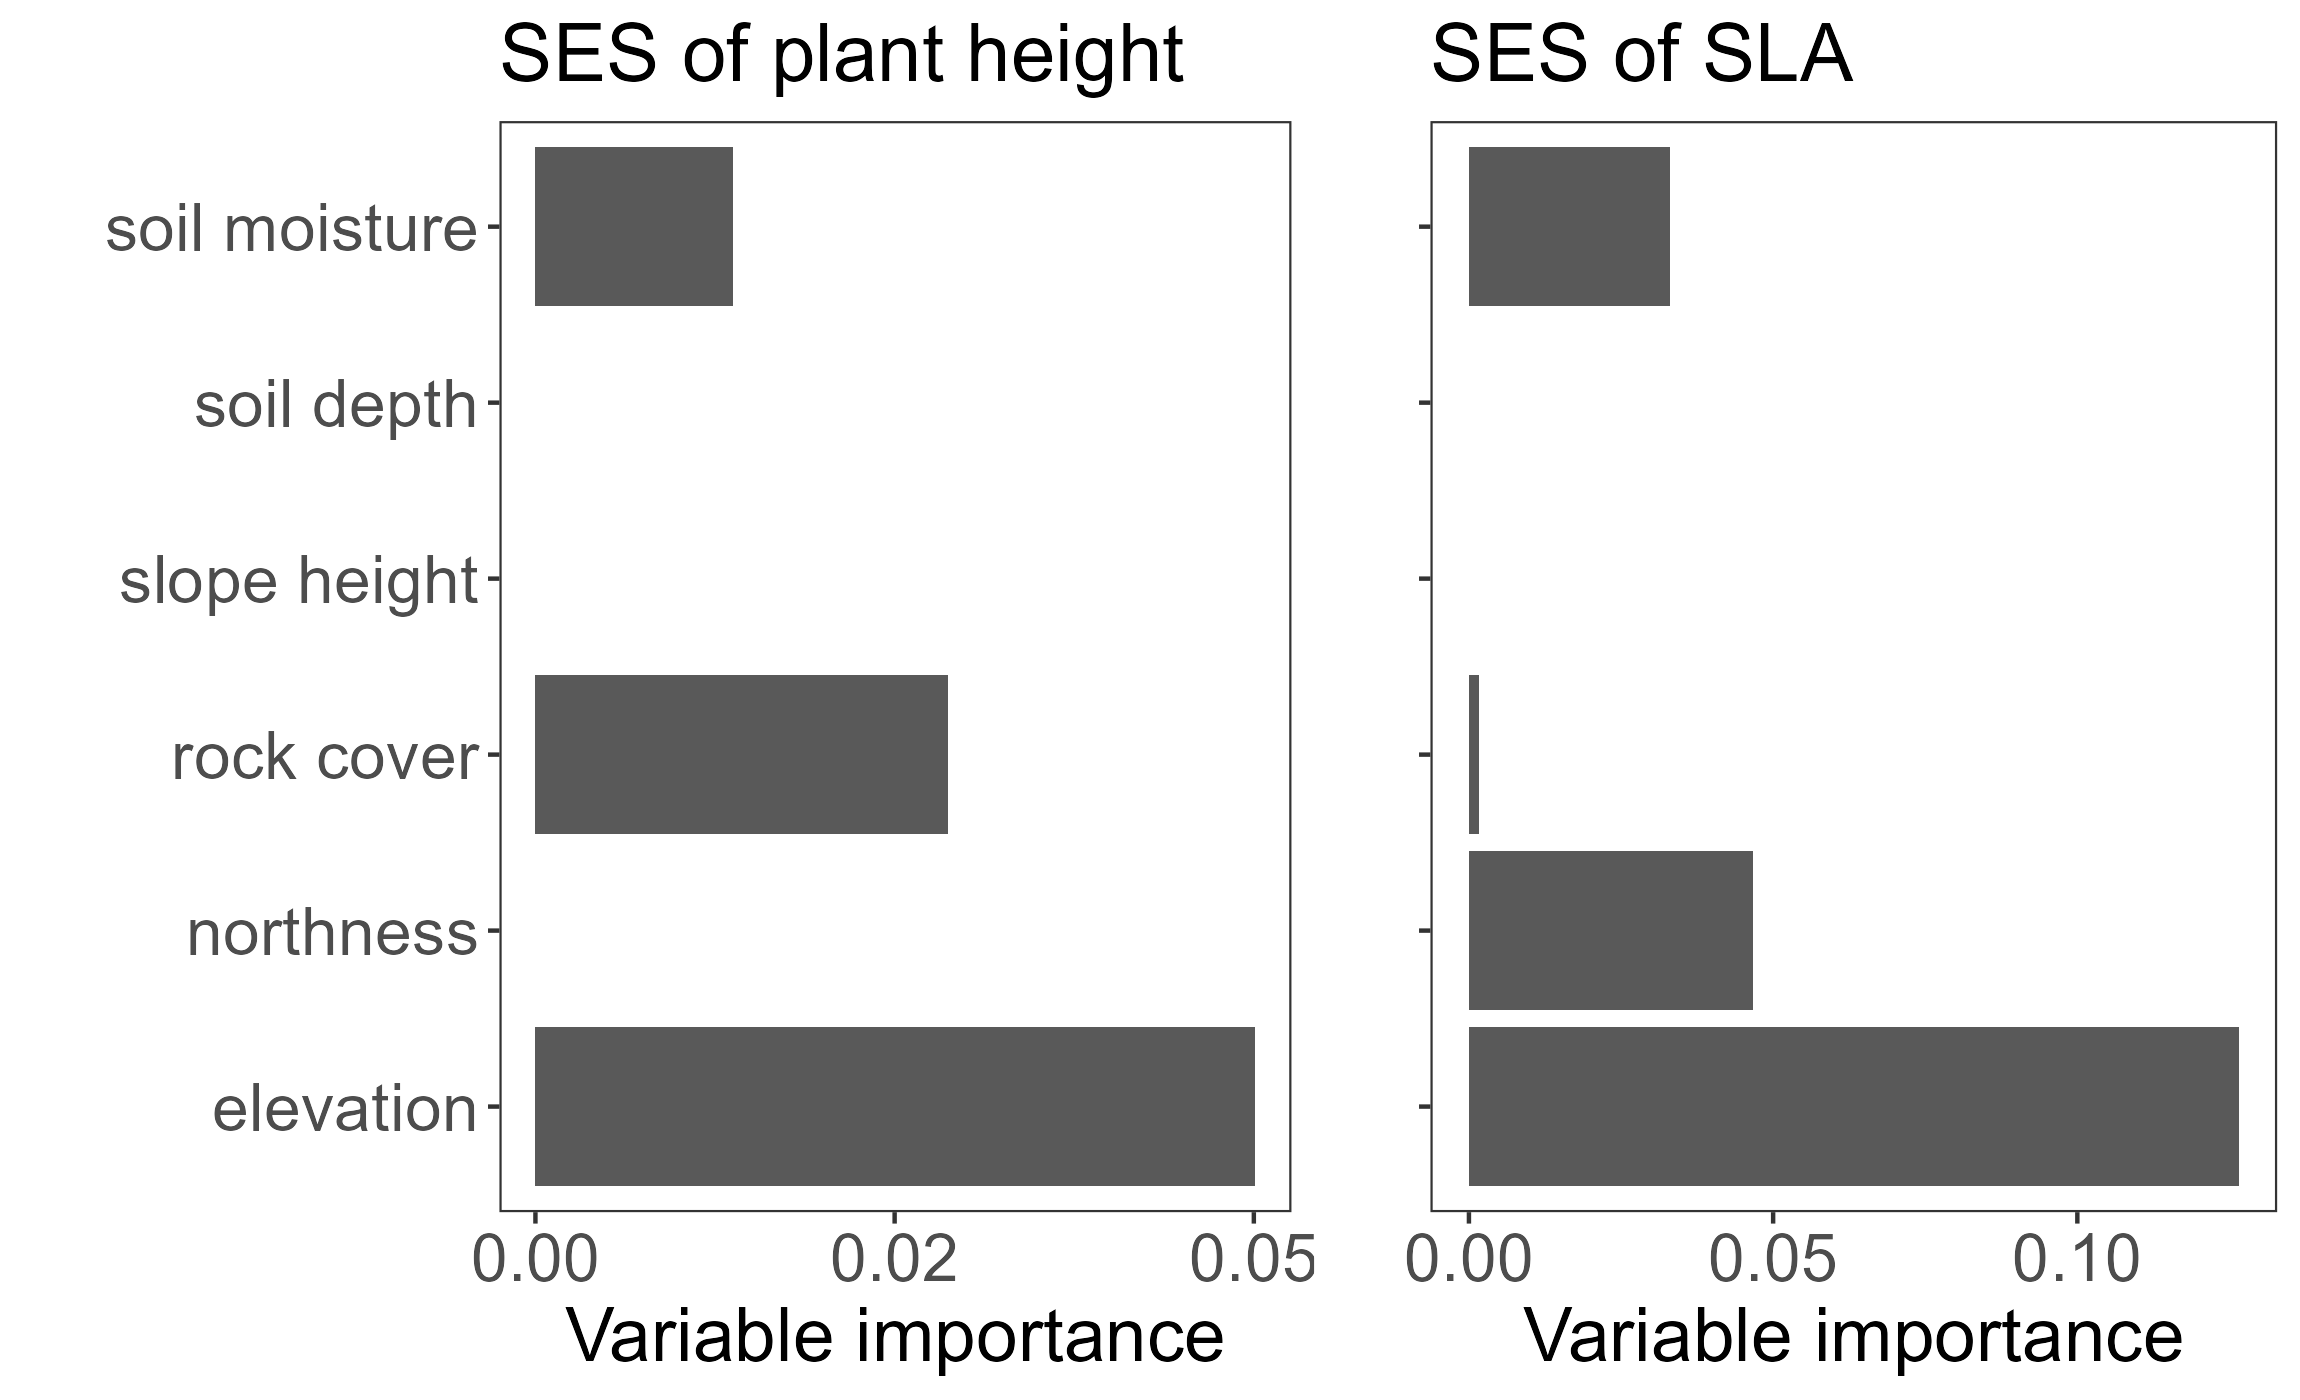 SES of plant height
SES of SLA
soil moisture
soil depth
slope height
rock cover
northness
elevation
0.00
0.02
0.05
0.00
0.05
0.10
Variable importance
Variable importance